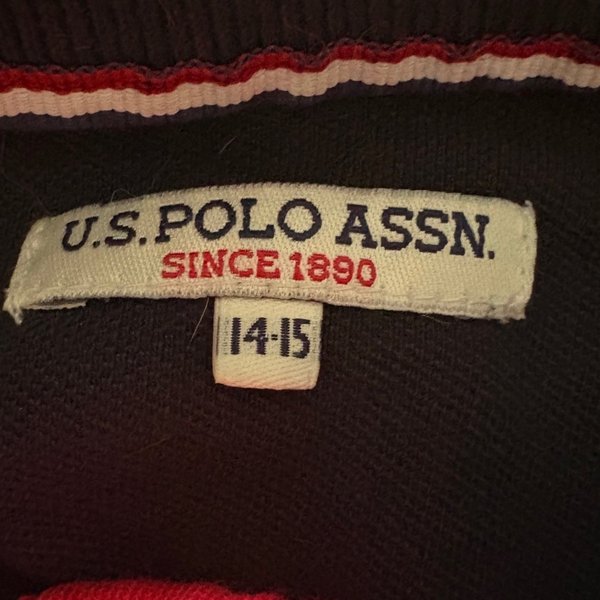 U.S. POLO ASSN.
SINCE 1890
14-15